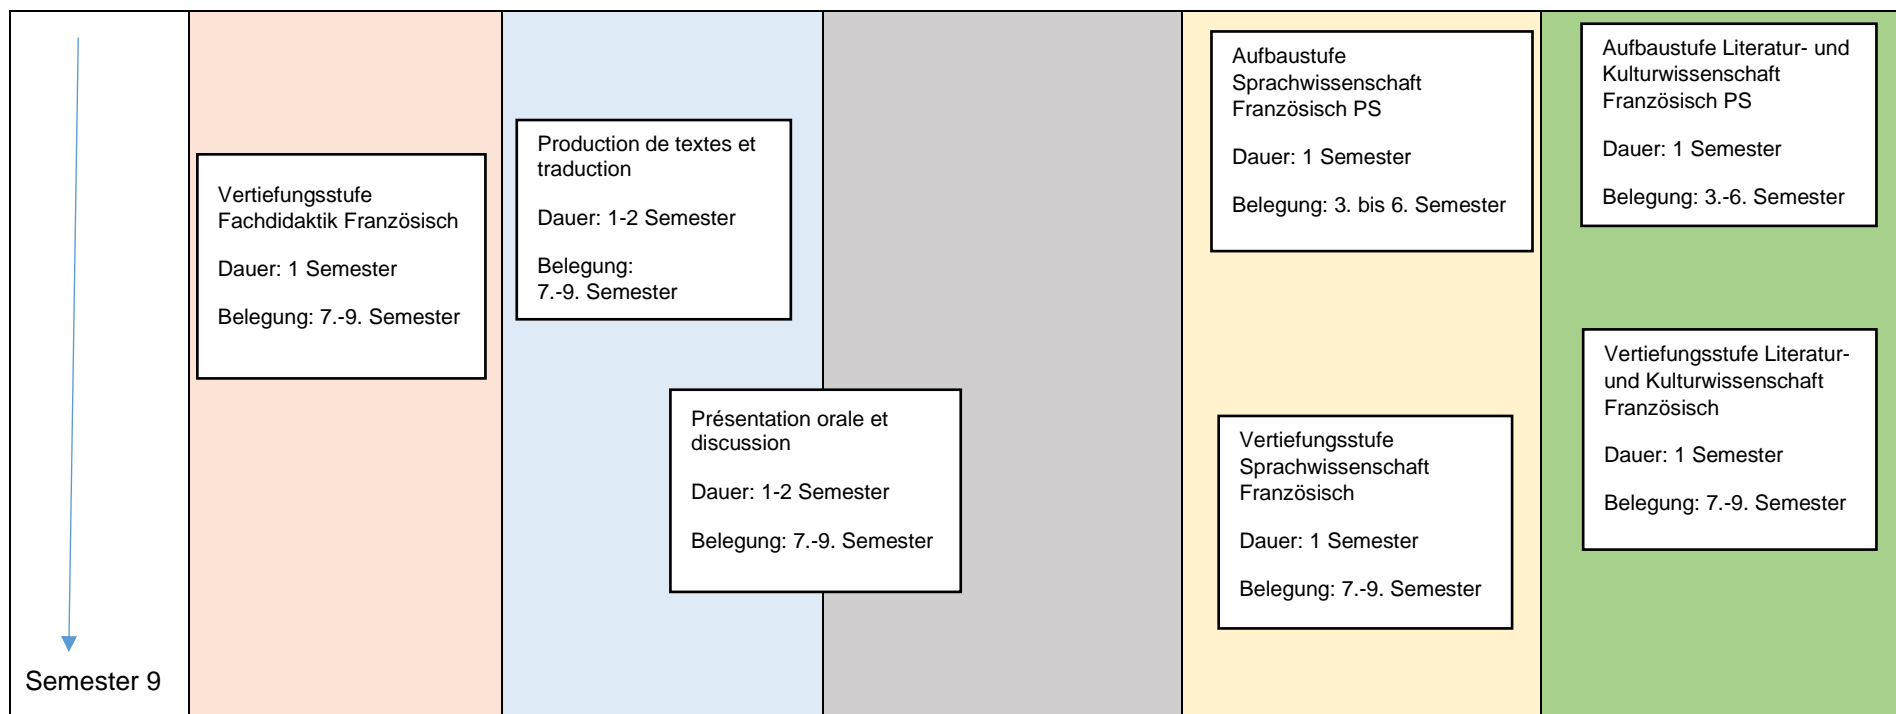 Semester 9
Vertiefungsstufe
Fachdidaktik Französisch
Dauer: 1 Semester
Belegung: 7.-9. Semester
Production de textes et
traduction
Dauer: 1-2 Semester
Belegung:
7.-9. Semester
Présentation orale et
discussion
Dauer: 1-2 Semester
Belegung: 7.-9. Semester
Aufbaustufe
Sprachwissenschaft
Französisch PS
Dauer: 1 Semester
Belegung: 3. bis 6. Semester
Vertiefungsstufe
Sprachwissenschaft
Französisch
Dauer: 1 Semester
Belegung: 7.-9. Semester
Aufbaustufe Literatur- und
Kulturwissenschaft
Französisch PS
Dauer: 1 Semester
Belegung: 3.-6. Semester
Vertiefungsstufe Literatur-
und Kulturwissenschaft
Französisch
Dauer: 1 Semester
Belegung: 7.-9. Semester